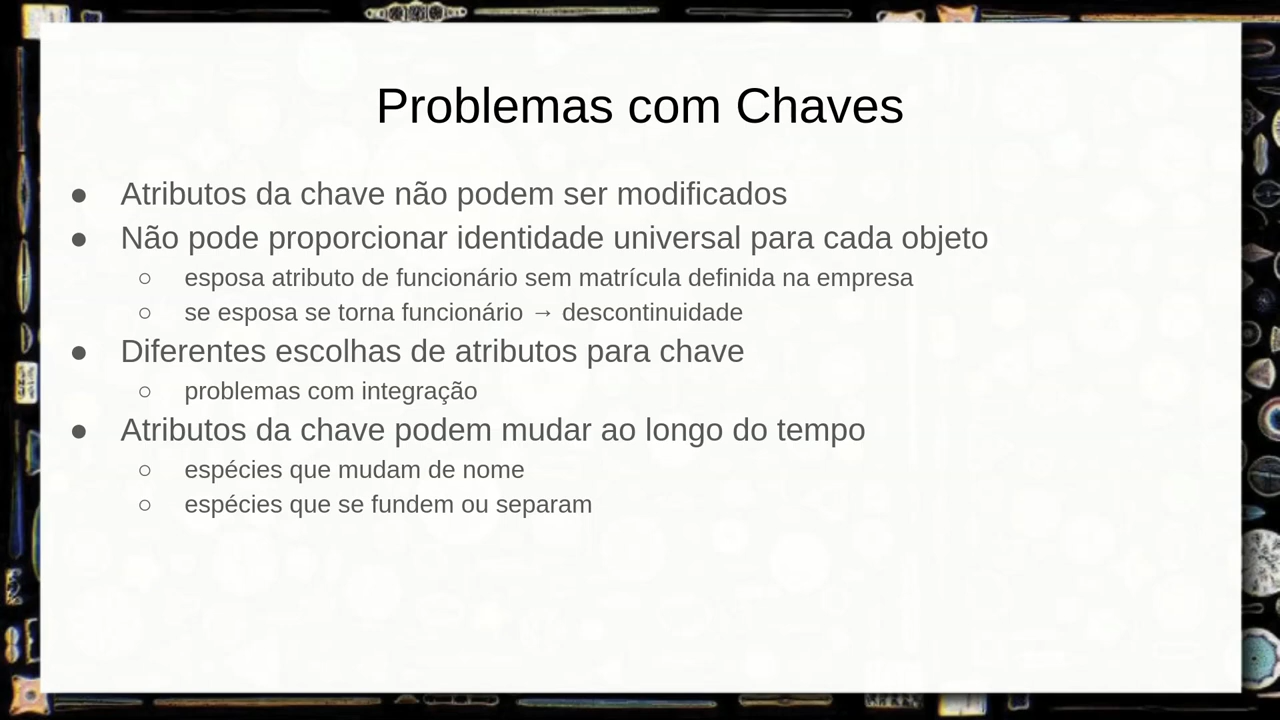 Problemas com Chaves
● Atributos da chave não podem ser modificados
● Não pode proporcionar identidade universal para cada objeto
○ esposa atributo de funcionário sem matrícula definida na empresa
○ se esposa se torna funcionário → descontinuidade
● Diferentes escolhas de atributos para chave
○ problemas com integração
● Atributos da chave podem mudar ao longo do tempo
○ espécies que mudam de nome
○ espécies que se fundem ou separam